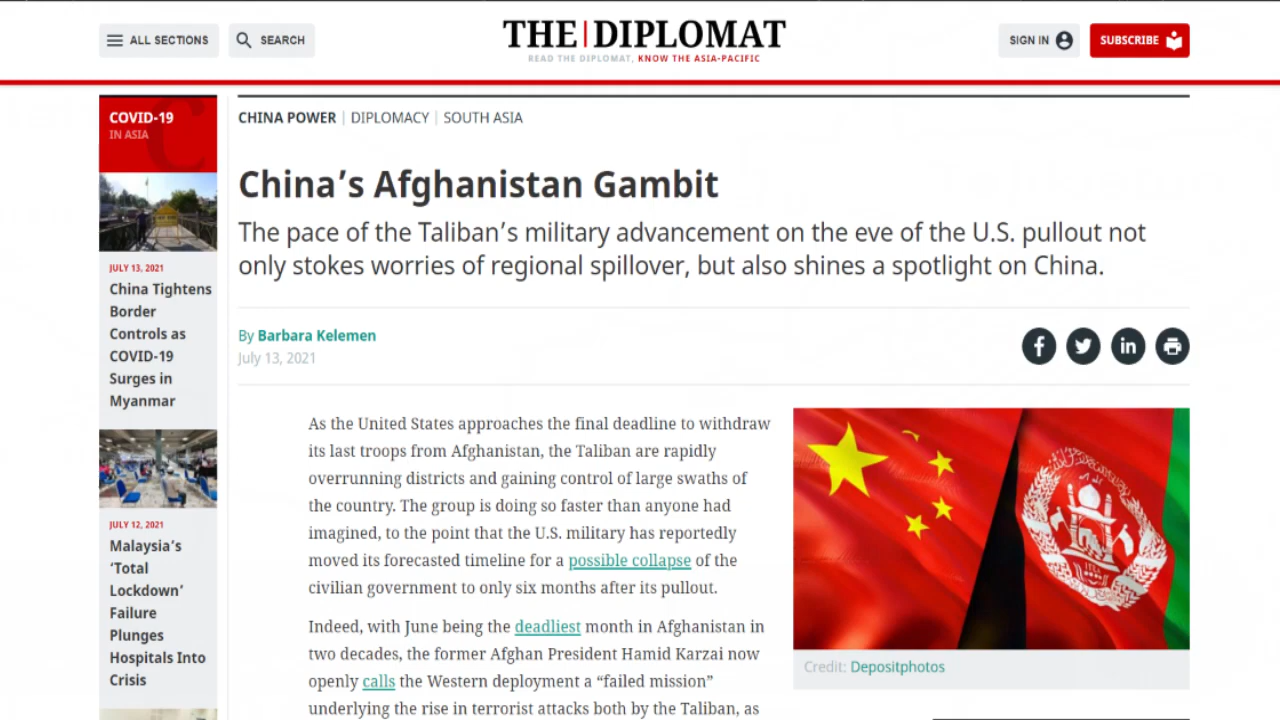 ALL SECTIONS
SEARCH
THE|DIPLOMAT
READ THE DIPLOMAT, KNOW THE ASIA-PACIFIC
SIGN IN
SUBSCRIBE
COVID-19
IN ASIA
JULY 13, 2021
China Tightens
Border
Controls as
COVID-19
Surges in
Myanmar
JULY 12, 2021
Malaysia’s
‘Total
Lockdown’
Failure
Plunges
Hospitals Into
Crisis
CHINA POWER | DIPLOMACY | SOUTH ASIA
China’s Afghanistan Gambit
The pace of the Taliban’s military advancement on the eve of the U.S. pullout not
only stokes worries of regional spillover, but also shines a spotlight on China.
By Barbara Kelemen
July 13, 2021
As the United States approaches the final deadline to withdraw
its last troops from Afghanistan, the Taliban are rapidly
overrunning districts and gaining control of large swaths of
the country. The group is doing so faster than anyone had
imagined, to the point that the U.S. military has reportedly
moved its forecasted timeline for a possible collapse of the
civilian government to only six months after its pullout.
Indeed, with June being the deadliest month in Afghanistan in
two decades, the former Afghan President Hamid Karzai now
openly calls the Western deployment a “failed mission”
underlying the rise in terrorist attacks both by the Taliban, as
Credit: Depositphotos